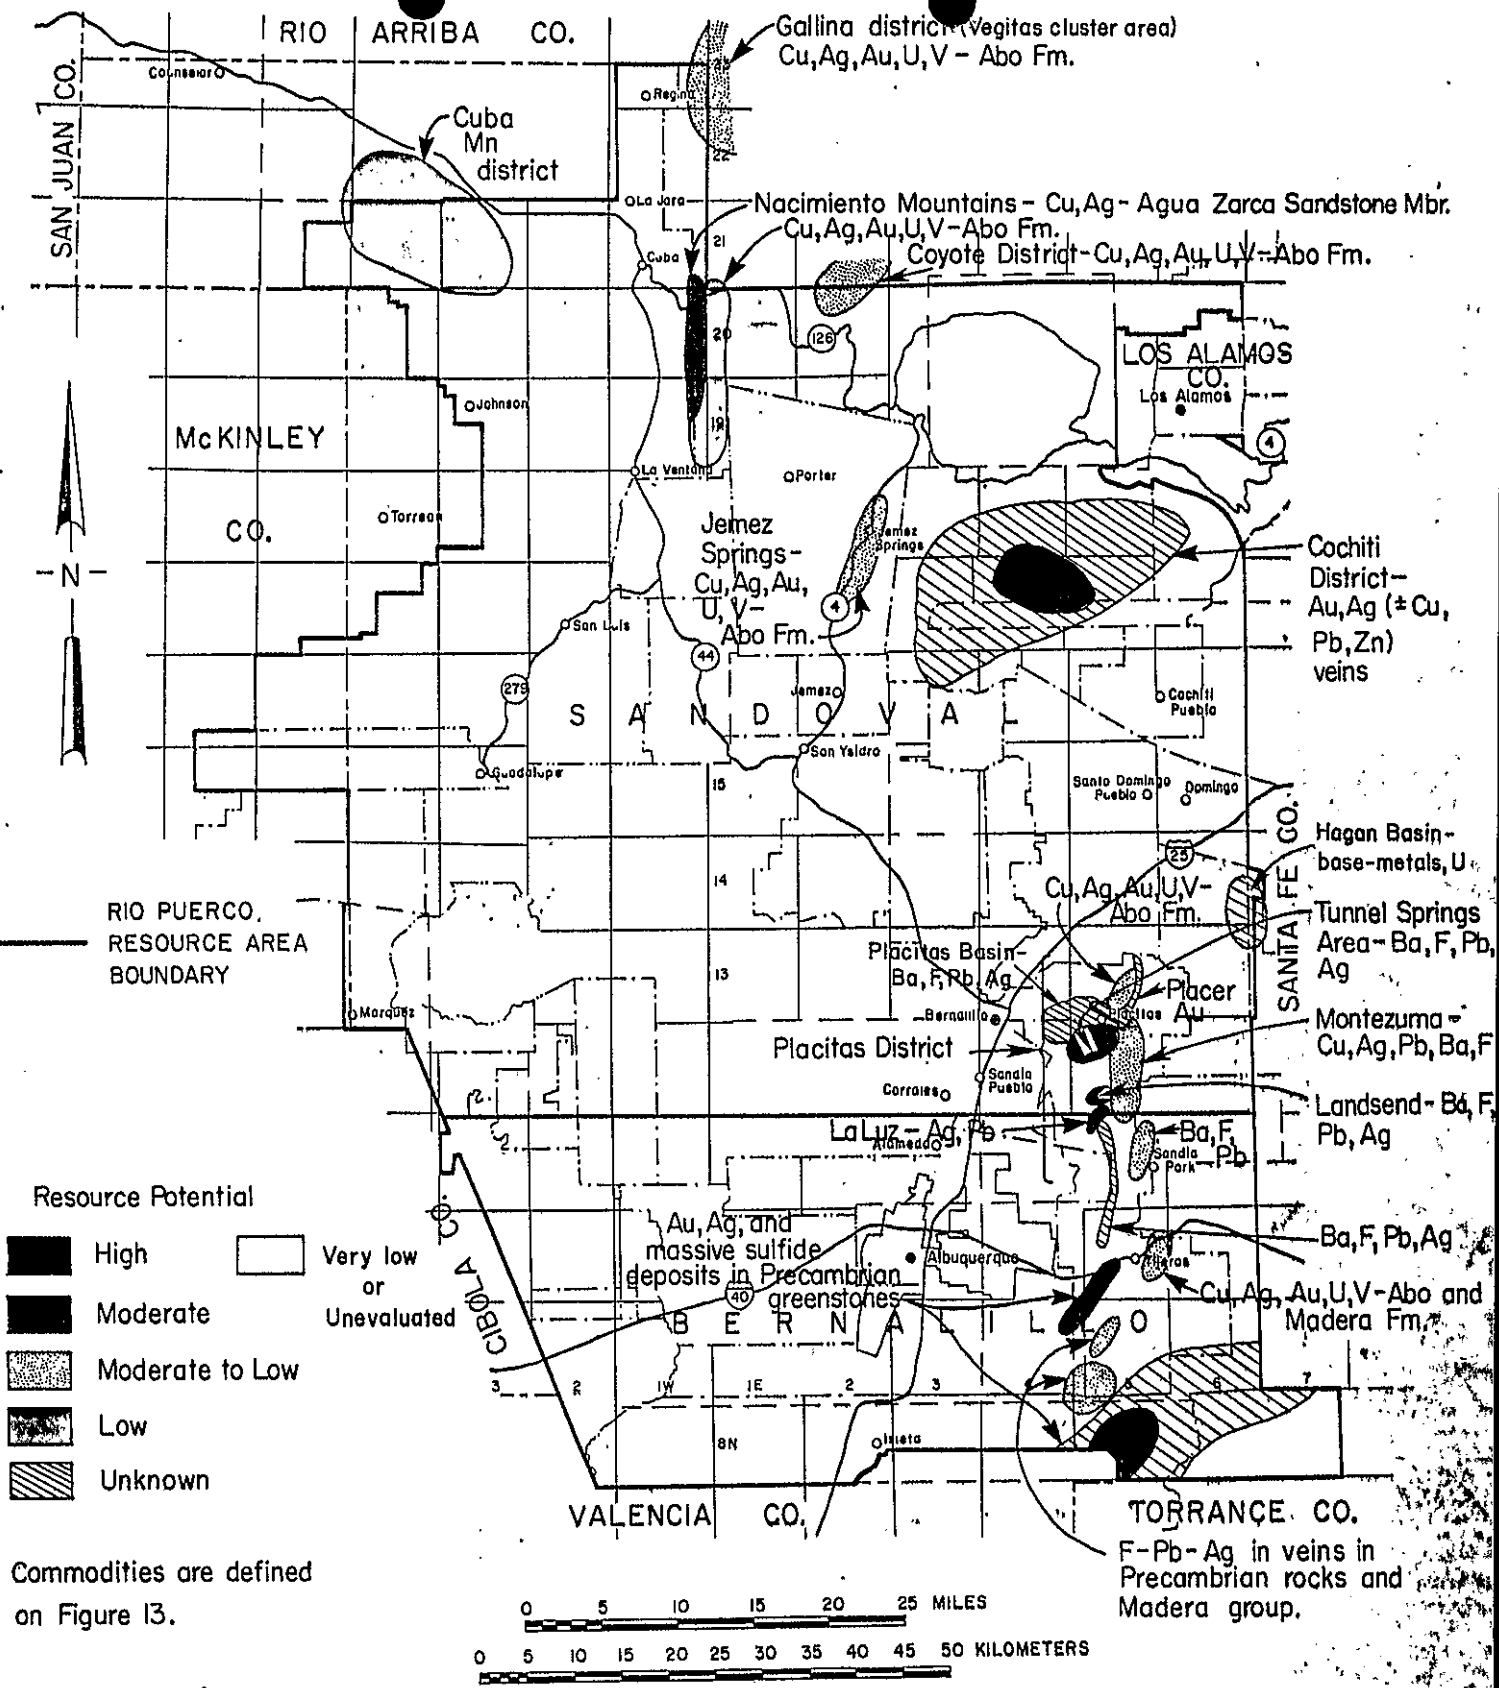 Gallina district (Vegitas cluster area)
Cu, Ag, Au, U, V - Abo Fm.
RIO ARRIBA CO.
SAN JUAN CO.
Counselor
Regina
23
22
Cuba
Mn
district
La Jara
Nacimiento Mountains - Cu, Ag - Agua Zarca Sandstone Mbr.
Cu, Ag, Au, U, V - Abo Fm.
21
Coyote District - Cu, Ag, Au, U, V - Abo Fm.
Cuba
20
126
LOS ALAMOS
CO.
Los Alamos
Johnson
19
4
McKINLEY
CO.
La Ventana
Porter
Torreon
Jemez
Springs -
Cu, Ag, Au,
U, V -
Abo Fm.
Jemez
Springs
4
Cochiti
District -
Au, Ag (± Cu,
Pb, Zn)
veins
- N -
San Luis
44
279
Jemez
Cochiti
Pueblo
SANDOVAL
San Ysidro
Guadalupe
15
Santo Domingo
Pueblo
Domingo
SANTA FE CO.
25
Hagan Basin -
base-metals, U
14
Cu, Ag, Au, U, V -
Abo Fm.
Tunnel Springs
Area - Ba, F, Pb,
Ag
RIO PUERCO
RESOURCE AREA
BOUNDARY
Placitas Basin -
Ba, F, Pb, Ag
13
Placer
Au
Placitas
Marquez
Bernalillo
Montezuma -
Cu, Ag, Pb, Ba, F
Placitas District
Sandia
Pueblo
Corrales
Landsend - Ba, F,
Pb, Ag
La Luz - Ag, Pb
Alameda
Ba, F,
Pb
Sandia
Park
Resource Potential
High
Very low
or
Unevaluated
Moderate
Moderate to Low
Low
Unknown
CIBOLA CO.
Au, Ag, and
massive sulfide
deposits in Precambrian
greenstones
Albuquerque
40
Tijeras
Ba, F, Pb, Ag
Cu, Ag, Au, U, V - Abo and
Madera Fm.
BERNALILLO
3 2 1W 1E 2 3 4 5 6 7
8N
Isleta
VALENCIA CO.
TORRANCE CO.
F - Pb - Ag in veins in
Precambrian rocks and
Madera group.
Commodities are defined
on Figure 13.
0 5 10 15 20 25 MILES
0 5 10 15 20 25 30 35 40 45 50 KILOMETERS